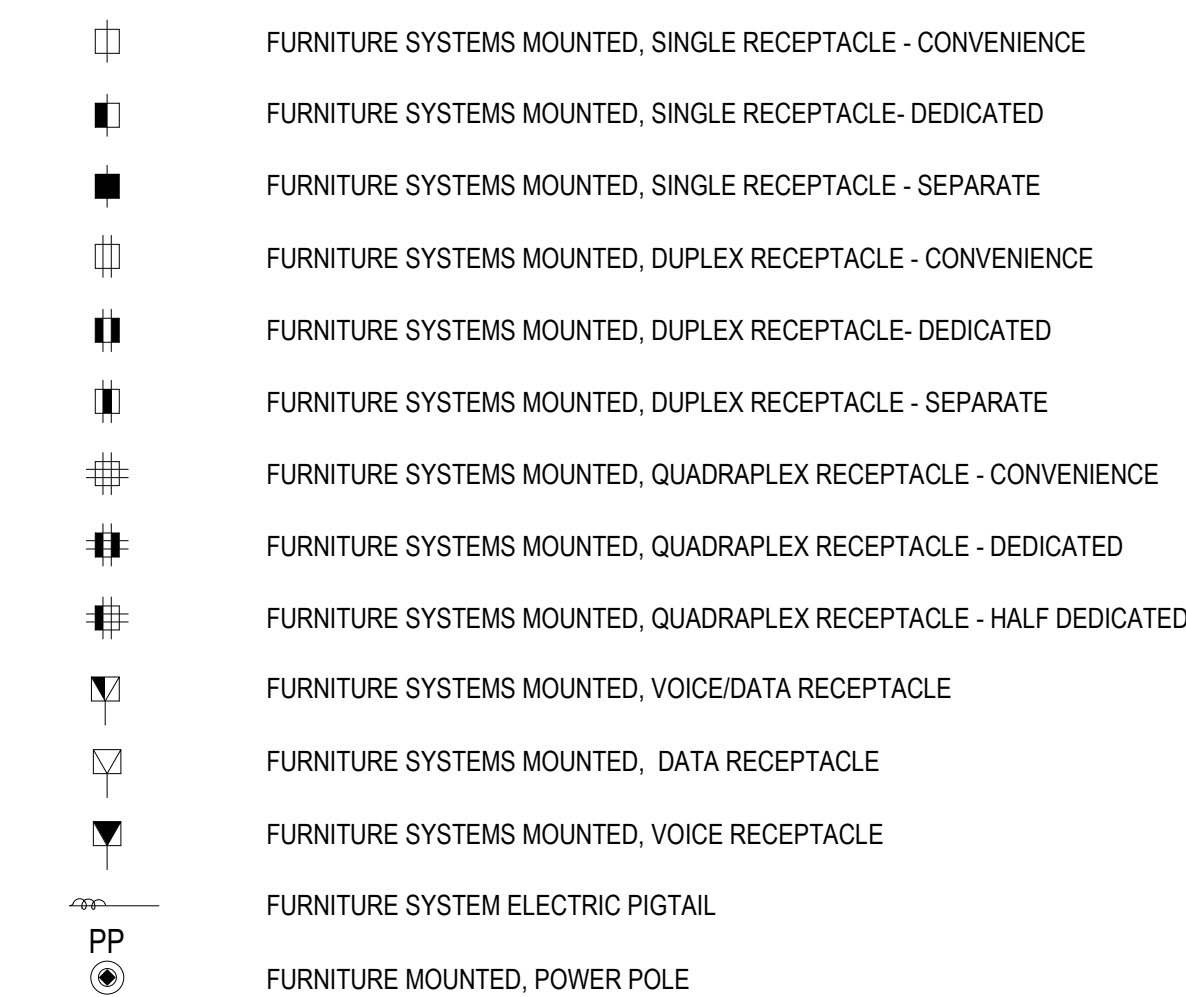 FURNITURE SYSTEMS MOUNTED, SINGLE RECEPTACLE - CONVENIENCE
FURNITURE SYSTEMS MOUNTED, SINGLE RECEPTACLE- DEDICATED
FURNITURE SYSTEMS MOUNTED, SINGLE RECEPTACLE - SEPARATE
FURNITURE SYSTEMS MOUNTED, DUPLEX RECEPTACLE - CONVENIENCE
FURNITURE SYSTEMS MOUNTED, DUPLEX RECEPTACLE- DEDICATED
FURNITURE SYSTEMS MOUNTED, DUPLEX RECEPTACLE - SEPARATE
FURNITURE SYSTEMS MOUNTED, QUADRAPLEX RECEPTACLE - CONVENIENCE
FURNITURE SYSTEMS MOUNTED, QUADRAPLEX RECEPTACLE - DEDICATED
FURNITURE SYSTEMS MOUNTED, QUADRAPLEX RECEPTACLE - HALF DEDICATED
FURNITURE SYSTEMS MOUNTED, VOICE/DATA RECEPTACLE
FURNITURE SYSTEMS MOUNTED,  DATA RECEPTACLE
FURNITURE SYSTEMS MOUNTED, VOICE RECEPTACLE
FURNITURE SYSTEM ELECTRIC PIGTAIL
PP
FURNITURE MOUNTED, POWER POLE